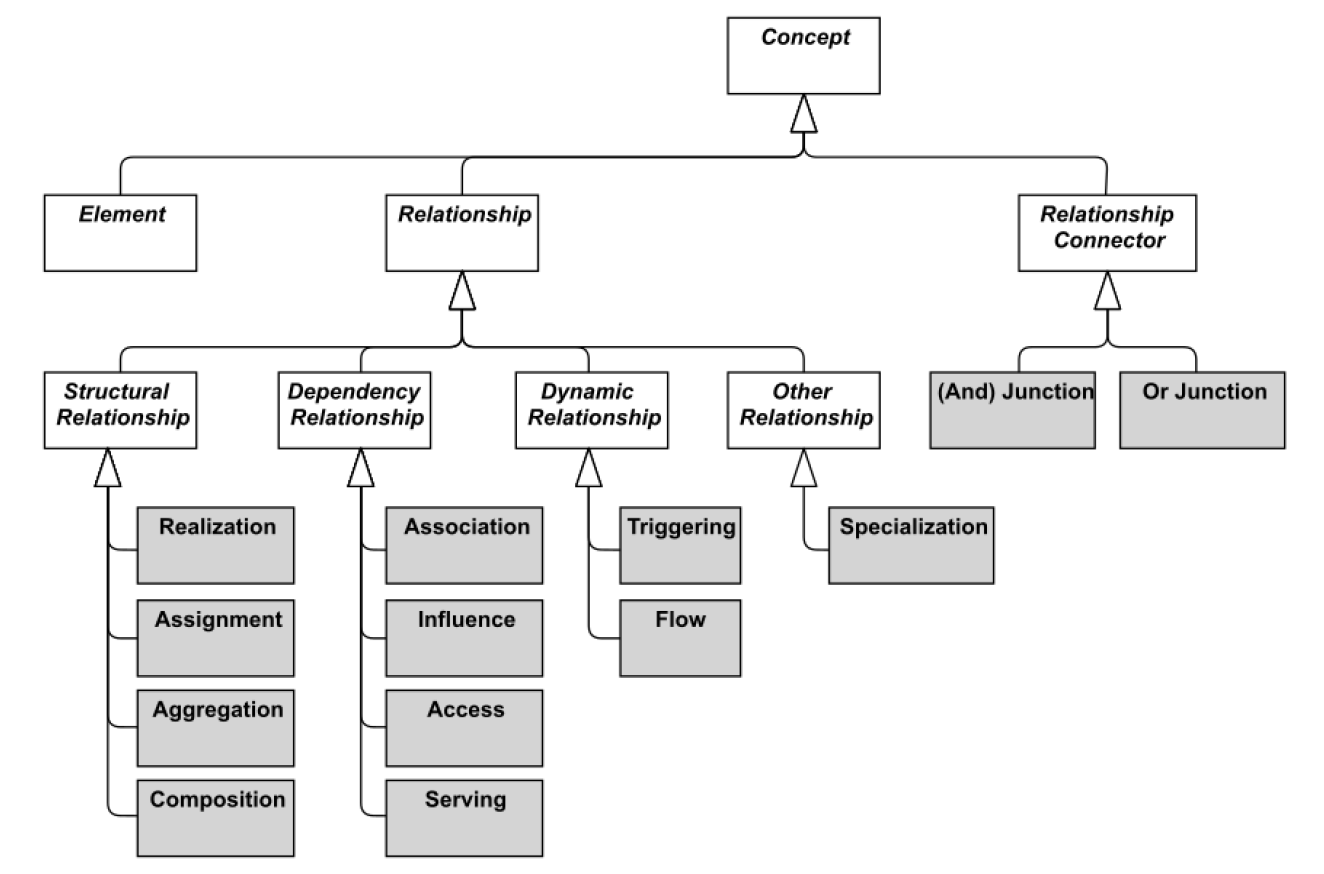 Concept
Element
Relationship
Relationship
Connector
Structural
Relationship
Dependency
Relationship
Dynamic
Relationship
Other
Relationship
(And) Junction
Or Junction
Realization
Association
Triggering
Specialization
Assignment
Influence
Flow
Aggregation
Access
Composition
Serving